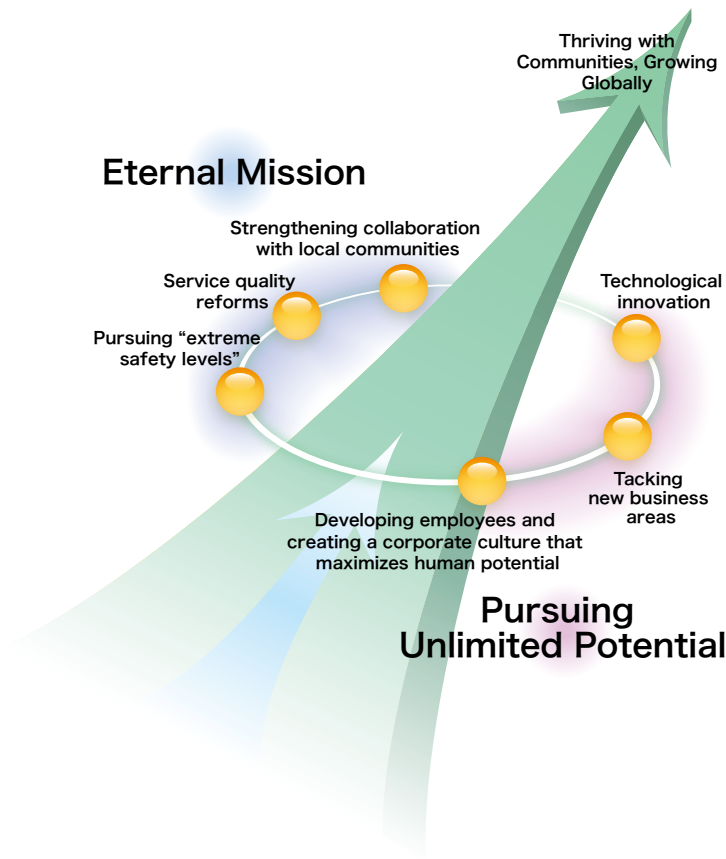 Thriving with
Communities, Growing
Globally
Eternal Mission
Strengthening collaboration
with local communities
Service quality
reforms
Pursuing “extreme
safety levels”
Technological
innovation
Tacking
new business
areas
Developing employees and
creating a corporate culture that
maximizes human potential
Pursuing
Unlimited Potential